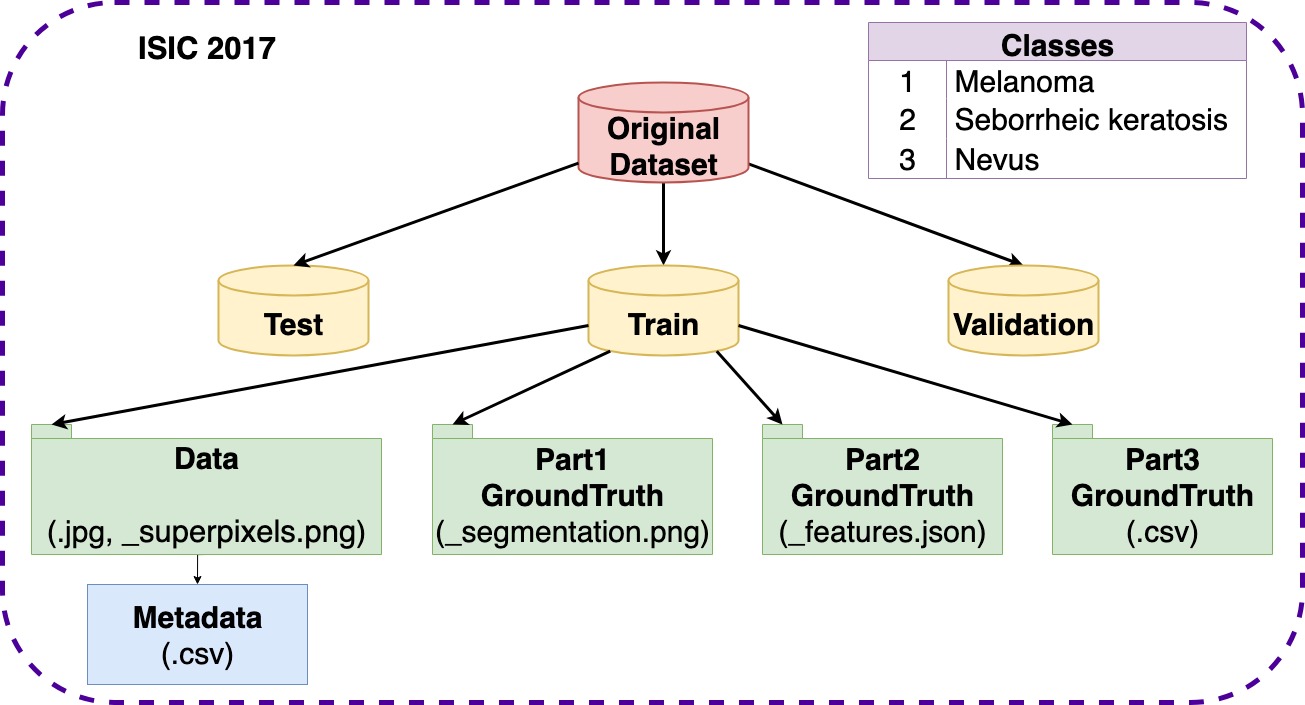 ISIC 2017
Classes
1 Melanoma
2 Seborrheic keratosis
3 Nevus
Original
Dataset
Test
Train
Validation
Data
(.jpg, _superpixels.png)
Part1
GroundTruth
(_segmentation.png)
Part2
GroundTruth
(_features.json)
Part3
GroundTruth
(.csv)
Metadata
(.csv)